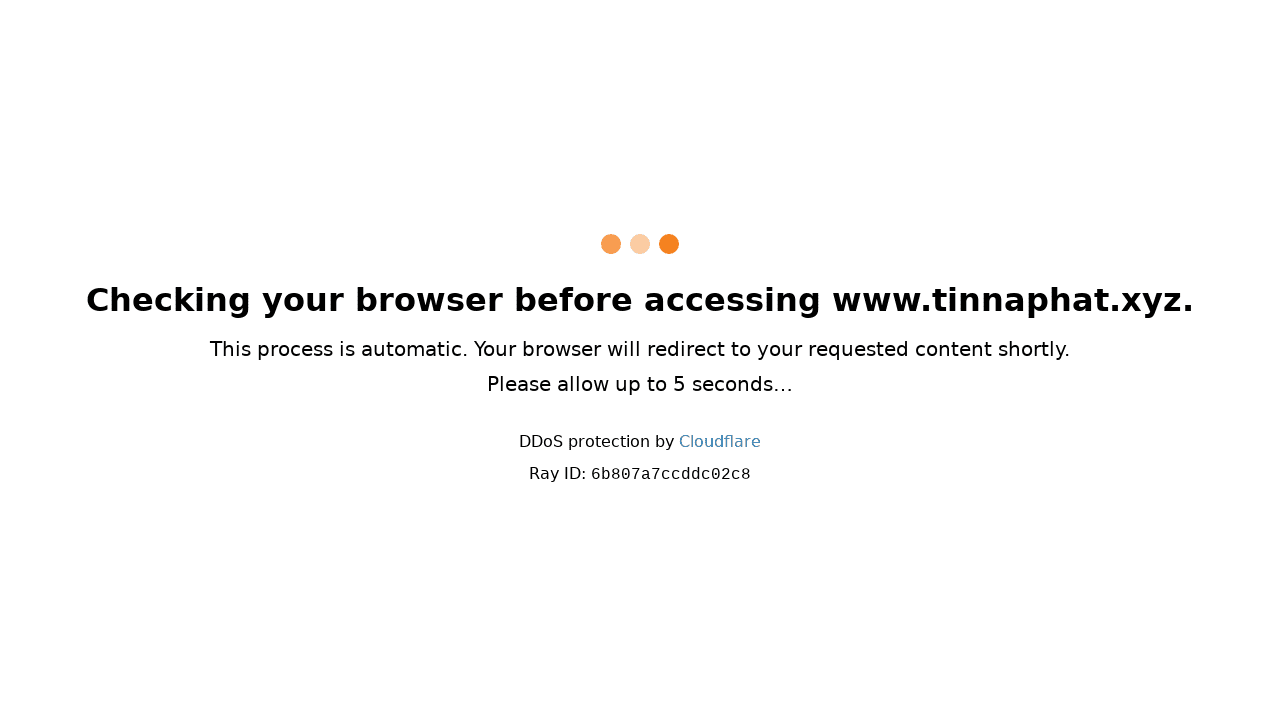 Checking your browser before accessing www.tinnaphat.xyz.
This process is automatic. Your browser will redirect to your requested content shortly.
Please allow up to 5 seconds…
DDoS protection by Cloudflare
Ray ID: 6b807a7ccddc02c8